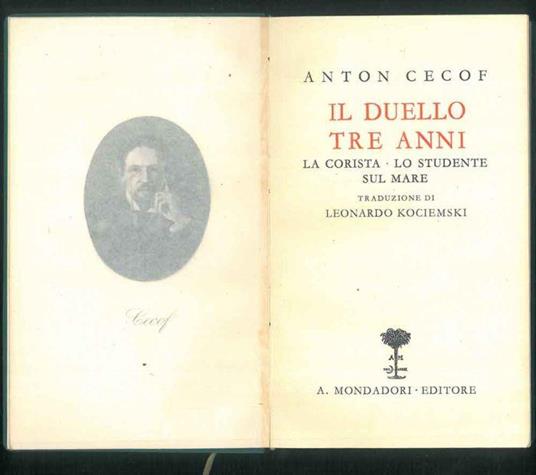 Cecof
ANTON CECOF
IL DUELLO
TRE ANNI
LA CORISTA · LO STUDENTE
SUL MARE
TRADUZIONE DI
LEONARDO KOCIEMSKI
A M
A. MONDADORI · EDITORE